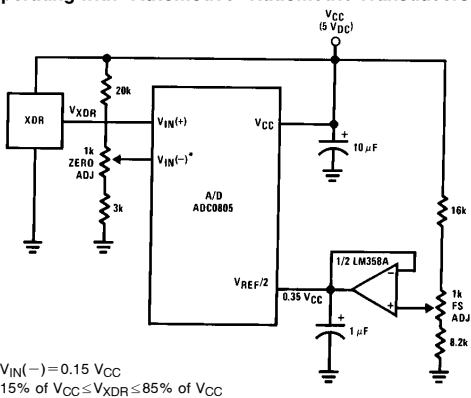 Operating with "Automotive" Ratiometric Transducers
VCC
(5 VDC)
XDR
VXDR
20k
1k
ZERO
ADJ
3k
VIN(+)
VIN(−)*
VCC
A/D
ADC0805
VREF/2
0.35 VCC
+
10 μF
1/2 LM358A
−
+
+
1 μF
16k
1k
FS
ADJ
8.2k
VIN(−)=0.15 VCC
15% of VCC≤VXDR≤85% of VCC